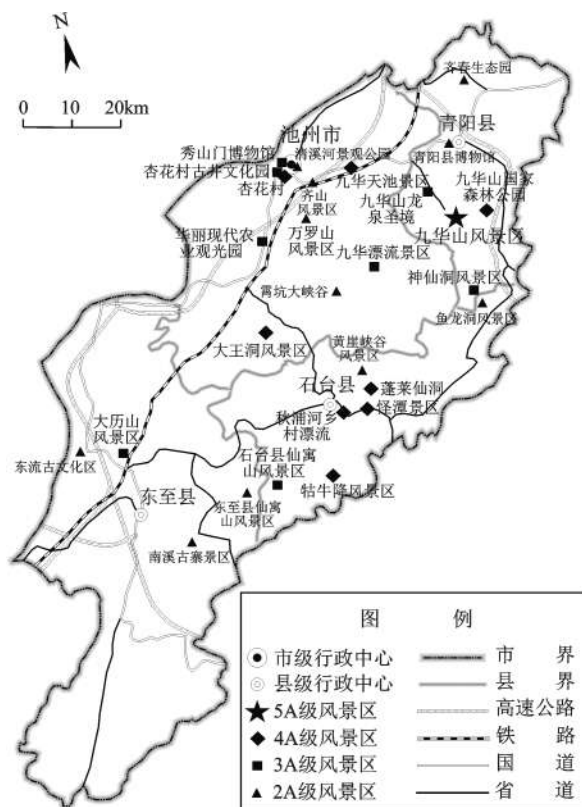 N
0 10 20km
齐春生态园
青阳县
青阳县博物馆
池州市
秀山门博物馆
清溪河景观公园
杏花村古井文化园
杏花村
齐山
风景区
九华天池景区
九华山国家
森林公园
九华山龙
泉圣境
万罗山
风景区
九华山风景区
华丽现代农
业观光园
九华漂流景区
神仙洞风景区
霄坑大峡谷
鱼龙洞风景区
大王洞风景区
黄崖峡谷
风景区
石台县
蓬莱仙洞
怪潭景区
秋浦河乡
村漂流
大历山
风景区
东流古文化区
石台县仙寓
山风景区
牯牛降风景区
东至县
东至县仙寓
山风景区
南溪古寨景区
图 例
市级行政中心
县级行政中心
5A级风景区
4A级风景区
3A级风景区
2A级风景区
市 界
县 界
高速公路
铁 路
国 道
省 道